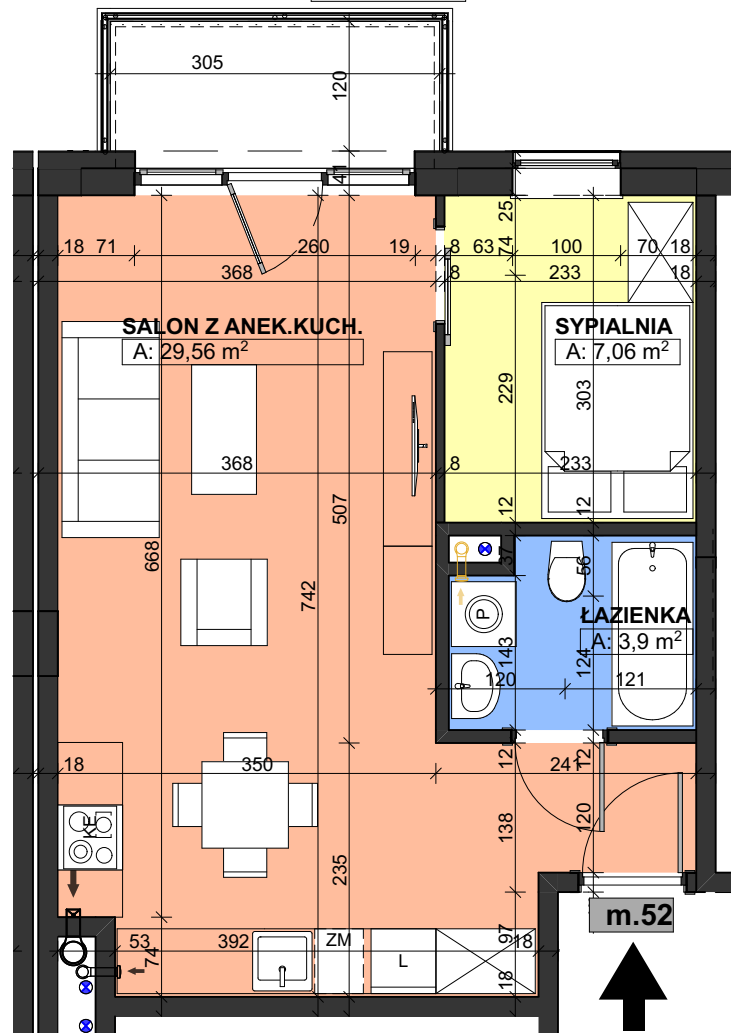 305
120
41
18 71 260 19 8 63 100 70 18
25
74
368 8 233 18
SALON Z ANEK.KUCH.
A: 29,56 m²
SYPIALNIA
A: 7,06 m²
229
303
368 8 233
507
12
12
668
742
37
56
P
ŁAZIENKA
A: 3,9 m²
143
124
120 121
18 350 241
12
12
KE
138
120
235
m.52
53 392 ZM 18
97
74
L
18